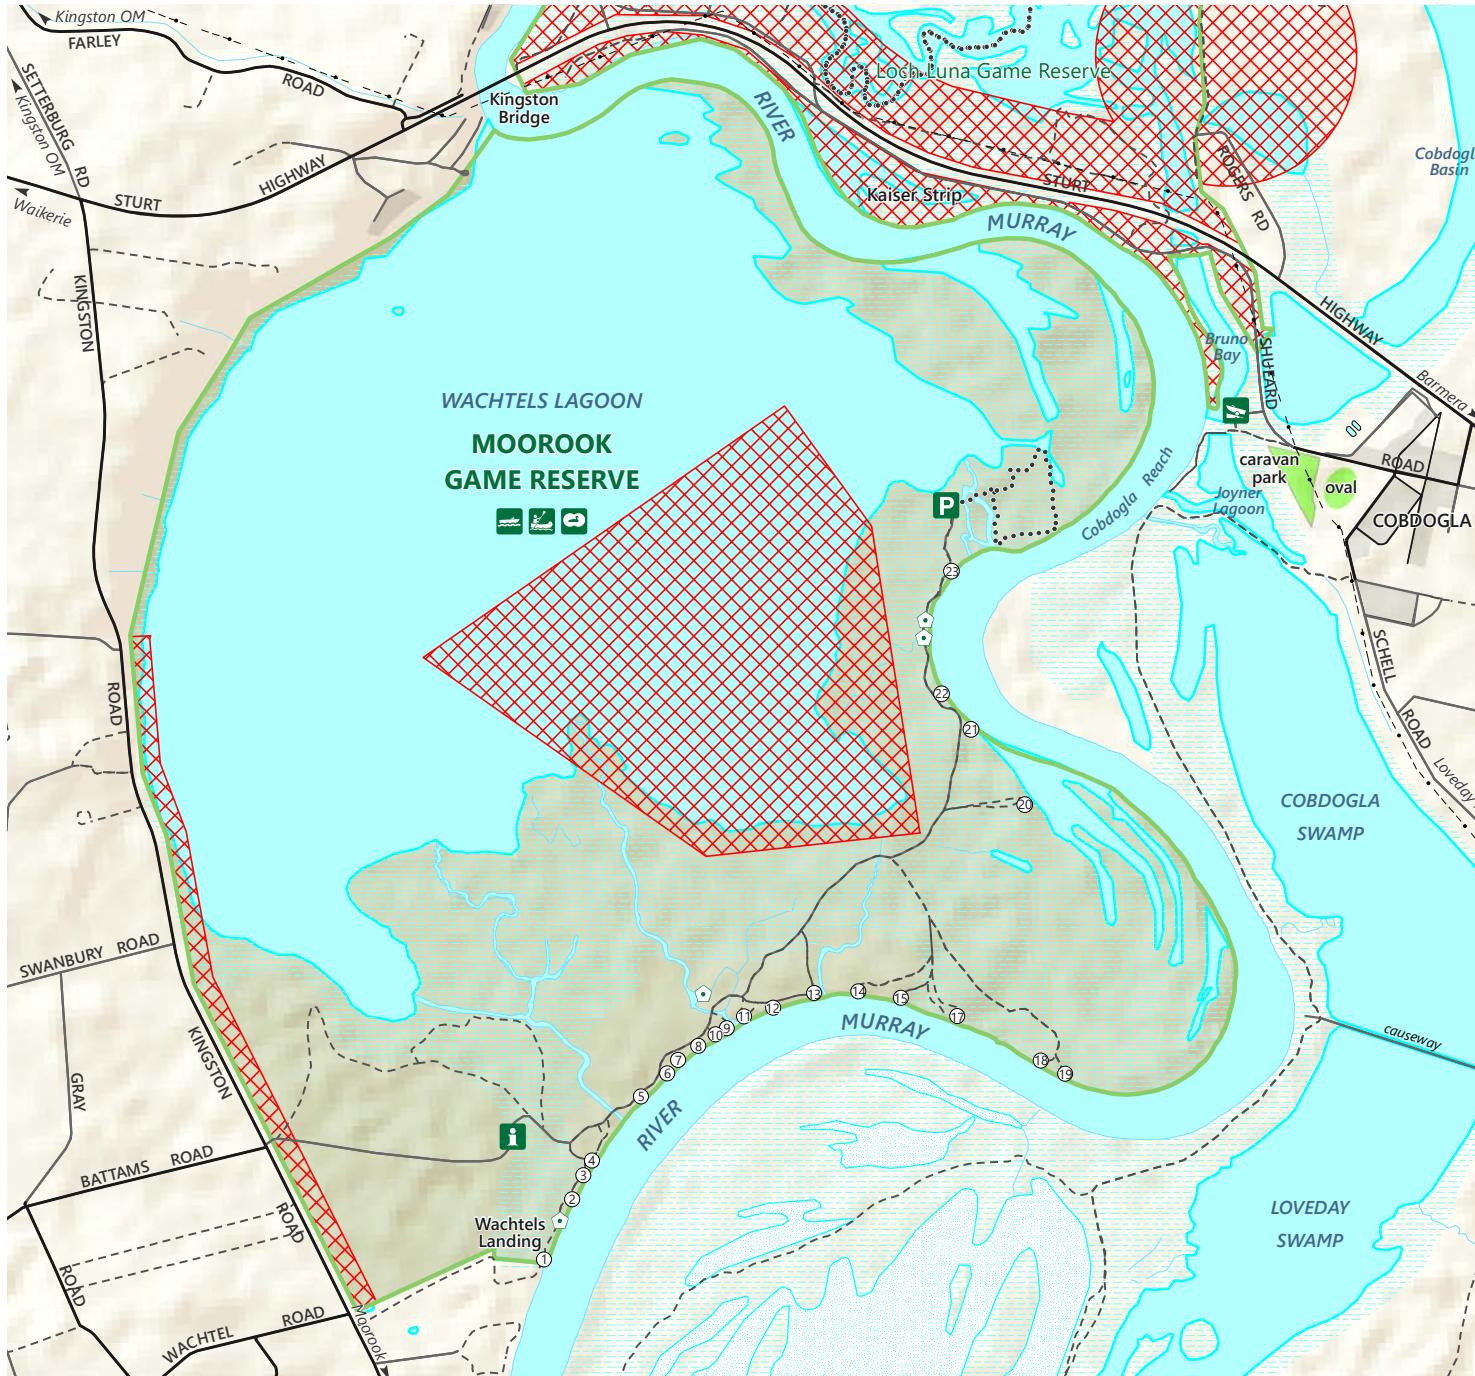 Kingston OM
FARLEY
ROAD
SETTERBURG RD
Kingston OM
Kingston
Bridge
HIGHWAY
STURT
Waikerie
KINGSTON
RIVER
Loch Luna Game Reserve
Kaiser Strip
STURT
MURRAY
ROGERS RD
Bruno
Bay
SHUEARD
HIGHWAY
Barmera
WACHTELS LAGOON
MOOROOK
GAME RESERVE
P
Cobdogla Reach
caravan
park
oval
ROAD
Joyner
Lagoon
COBDOGLA
23
22
21
20
ROAD
SCHELL
ROAD
Loveday
COBDOGLA
SWAMP
SWANBURY ROAD
KINGSTON
GRAY
14
13
15
12
11
17
9
10
8
7
6
5
18
19
MURRAY
RIVER
causeway
i
BATTAMS ROAD
ROAD
4
3
2
1
Wachtels
Landing
LOVEDAY
SWAMP
ROAD
WACHTEL ROAD
Moorook